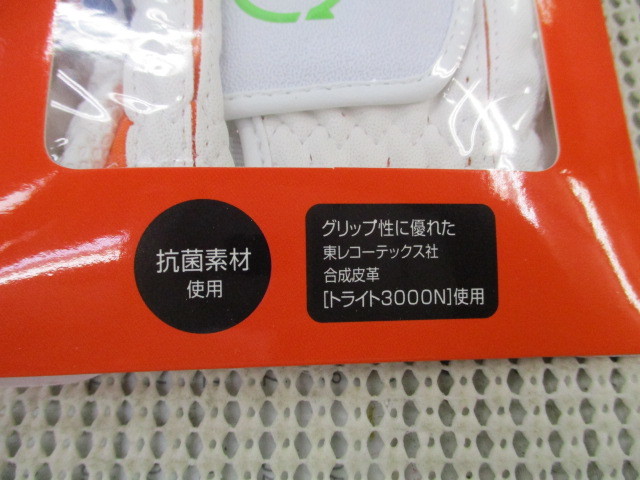 抗菌素材
使用
グリップ性に優れた
東レコーテックス社
合成皮革
[トライト3000N]使用